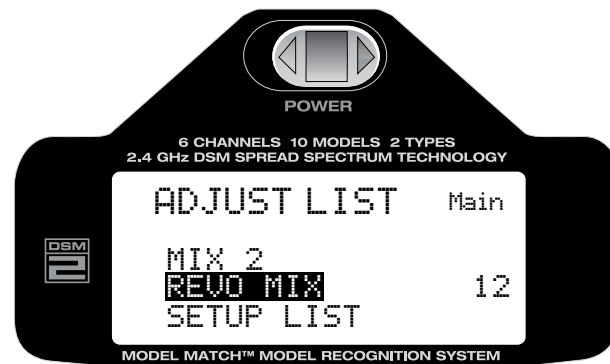 POWER
6 CHANNELS 10 MODELS 2 TYPES
2.4 GHz DSM SPREAD SPECTRUM TECHNOLOGY
ADJUST LIST Main
DSM
2
MIX 2
REVO MIX 12
SETUP LIST
MODEL MATCH™ MODEL RECOGNITION SYSTEM